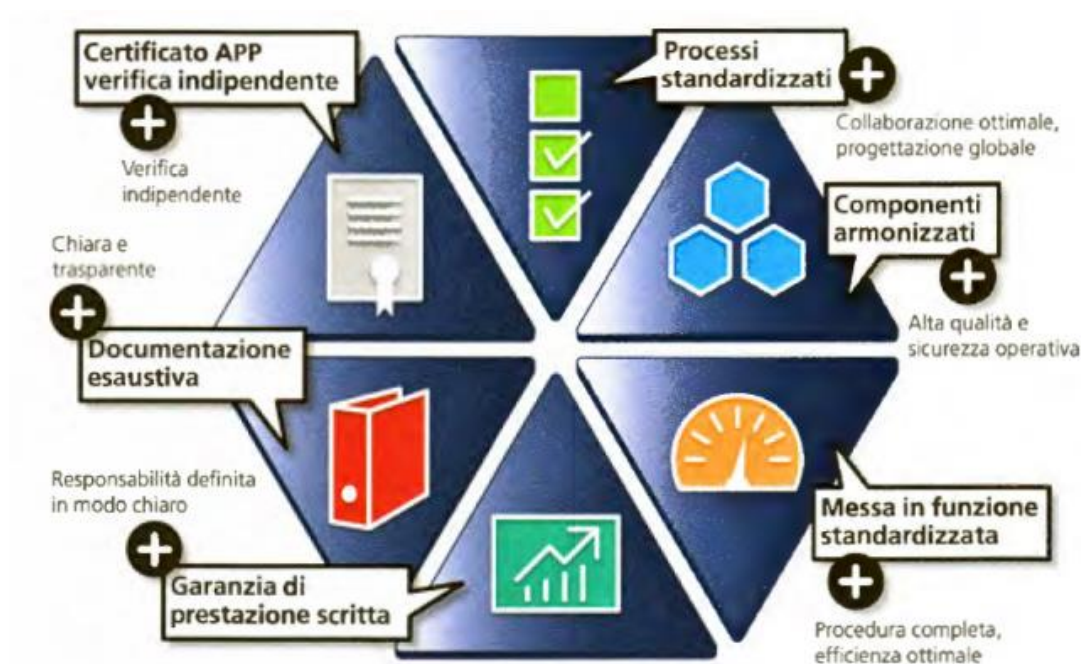 Certificato APP
verifica indipendente
Verifica
indipendente
Processi
standardizzati
Collaborazione ottimale,
progettazione globale
Componenti
armonizzati
Alta qualità e
sicurezza operativa
Chiara e
trasparente
Documentazione
esaustiva
Responsabilità definita
in modo chiaro
Garanzia di
prestazione scritta
Messa in funzione
standardizzata
Procedura completa,
efficienza ottimale